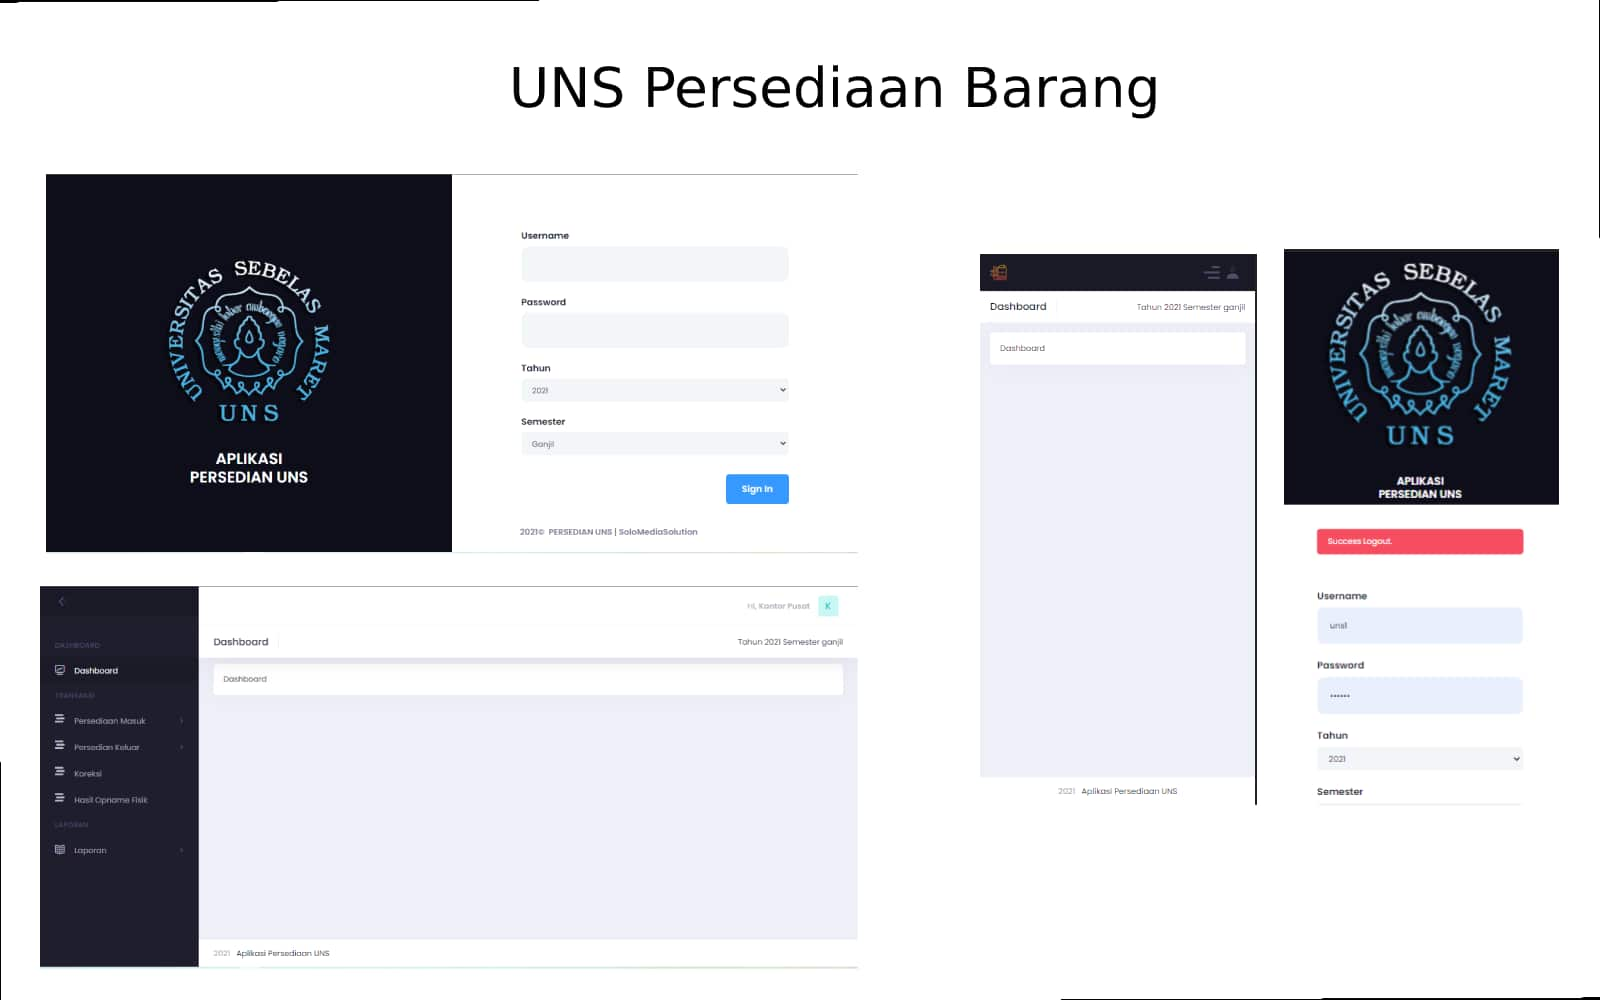 UNS Persediaan Barang
UNIVERSITAS SEBELAS MARET
UNS
APLIKASI
PERSEDIAN UNS
Username
Password
Tahun
2021
Semester
Ganjil
Sign In
2021© PERSEDIAN UNS | SoloMediaSolution
Hi, Kantor Pusat
K
DASHBOARD
Dashboard
TRANSAKSI
Persediaan Masuk
Persedian Keluar
Koreksi
Hasil Opname Fisik
LAPORAN
Laporan
Dashboard
Tahun 2021 Semester ganjil
Dashboard
2021 Aplikasi Persediaan UNS
Dashboard
Tahun 2021 Semester ganjil
Dashboard
2021 Aplikasi Persediaan UNS
UNIVERSITAS SEBELAS MARET
UNS
APLIKASI
PERSEDIAN UNS
Success Logout.
Username
uns1
Password
••••••
Tahun
2021
Semester